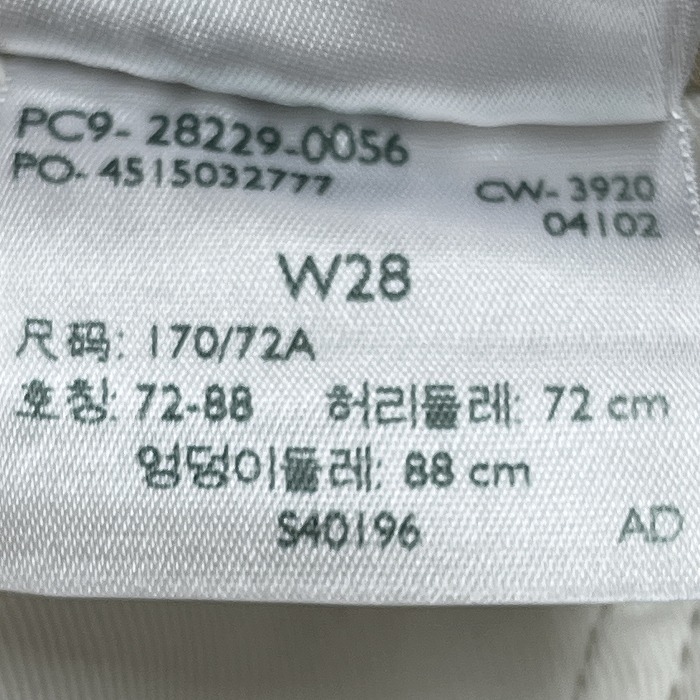 PC9- 28229-0056
PO- 4515032777
CW- 3920
04102
W28
尺码: 170/72A
호칭: 72-88 허리둘레: 72 cm
엉덩이둘레: 88 cm
S40196 AD